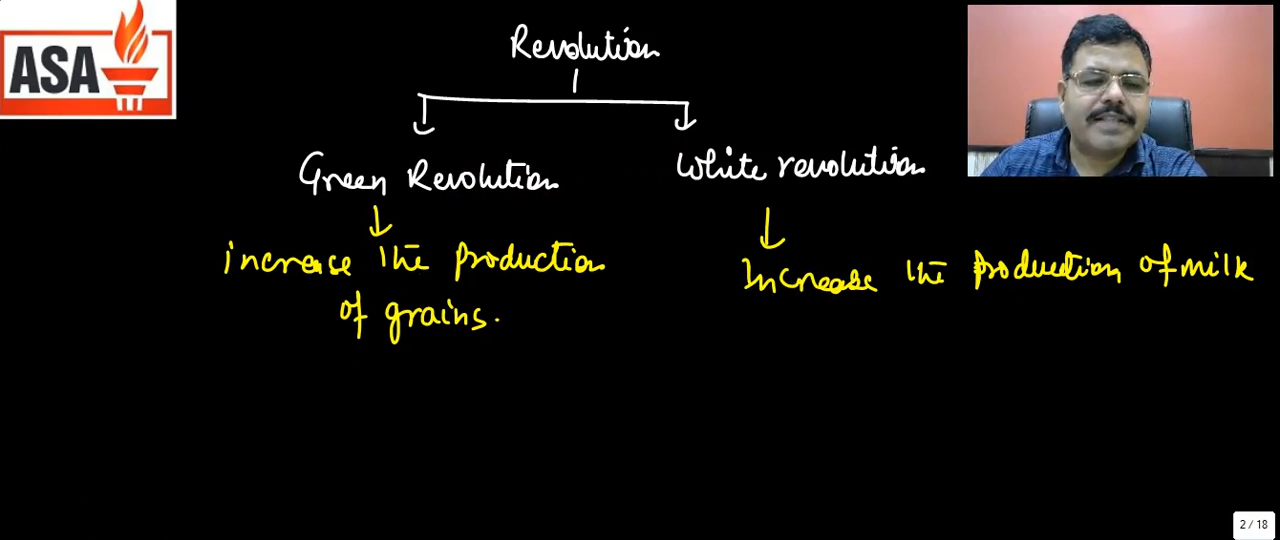 ASA
Revolution
Green Revolution
White revolution
increase the production
of grains.
Increase the production of milk
2 / 18